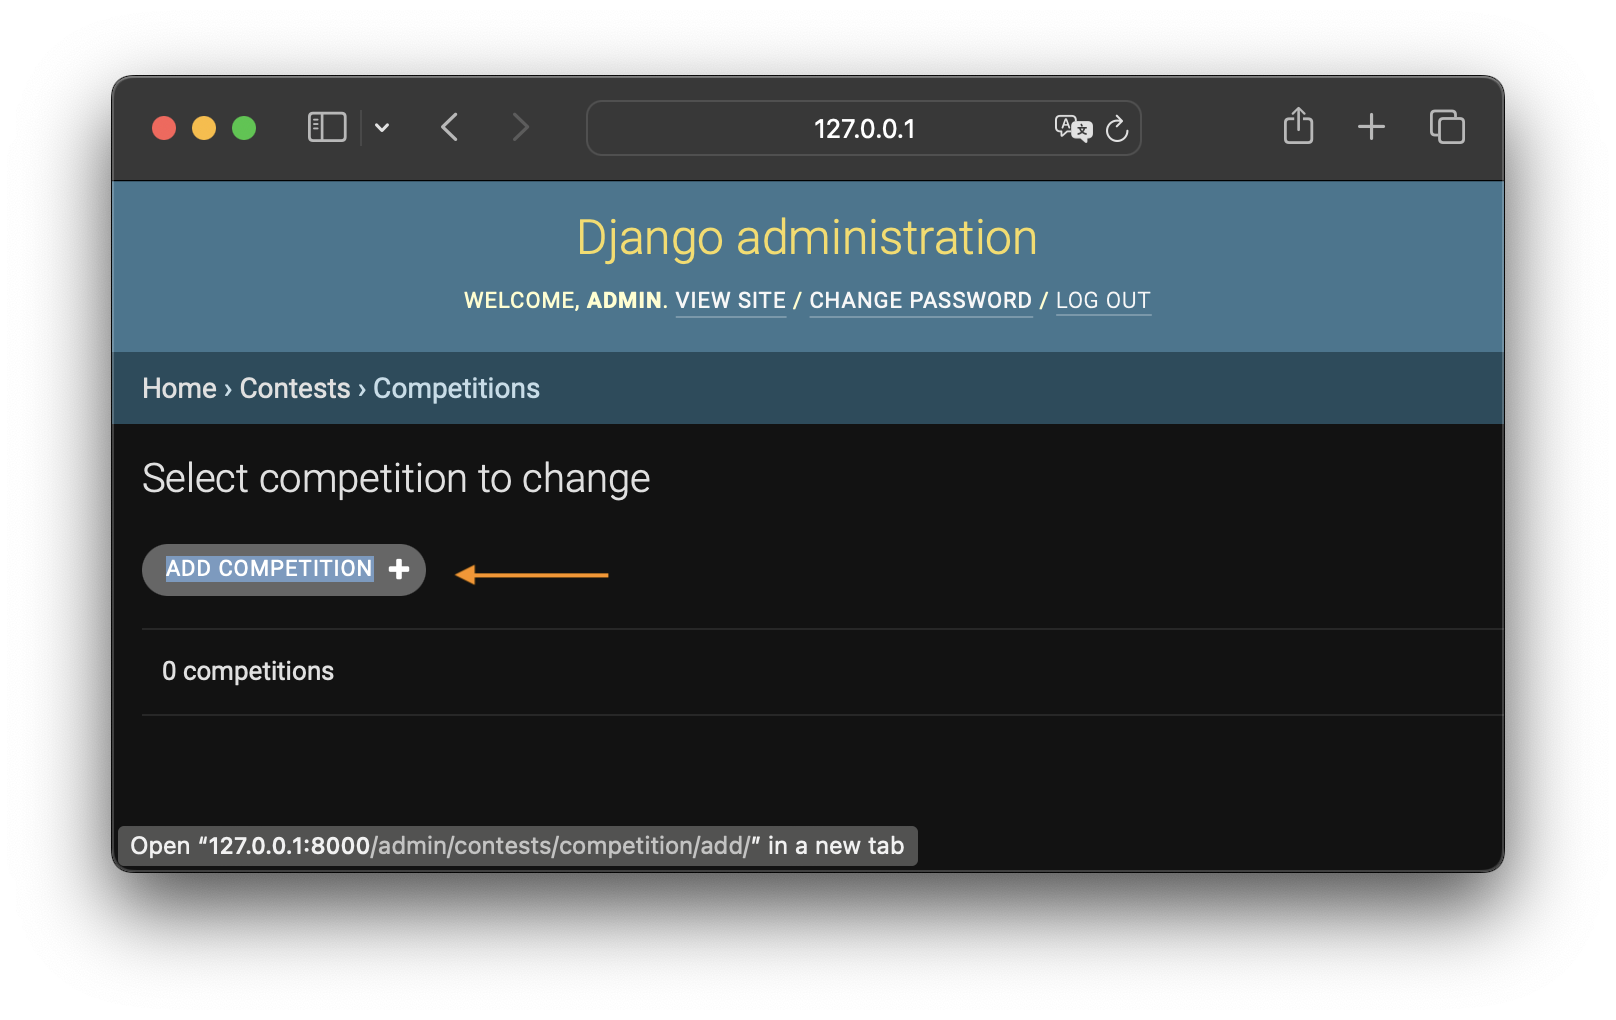 127.0.0.1
Django administration
WELCOME, ADMIN. VIEW SITE / CHANGE PASSWORD / LOG OUT
Home › Contests › Competitions
Select competition to change
ADD COMPETITION
0 competitions
Open “127.0.0.1:8000/admin/contests/competition/add/” in a new tab